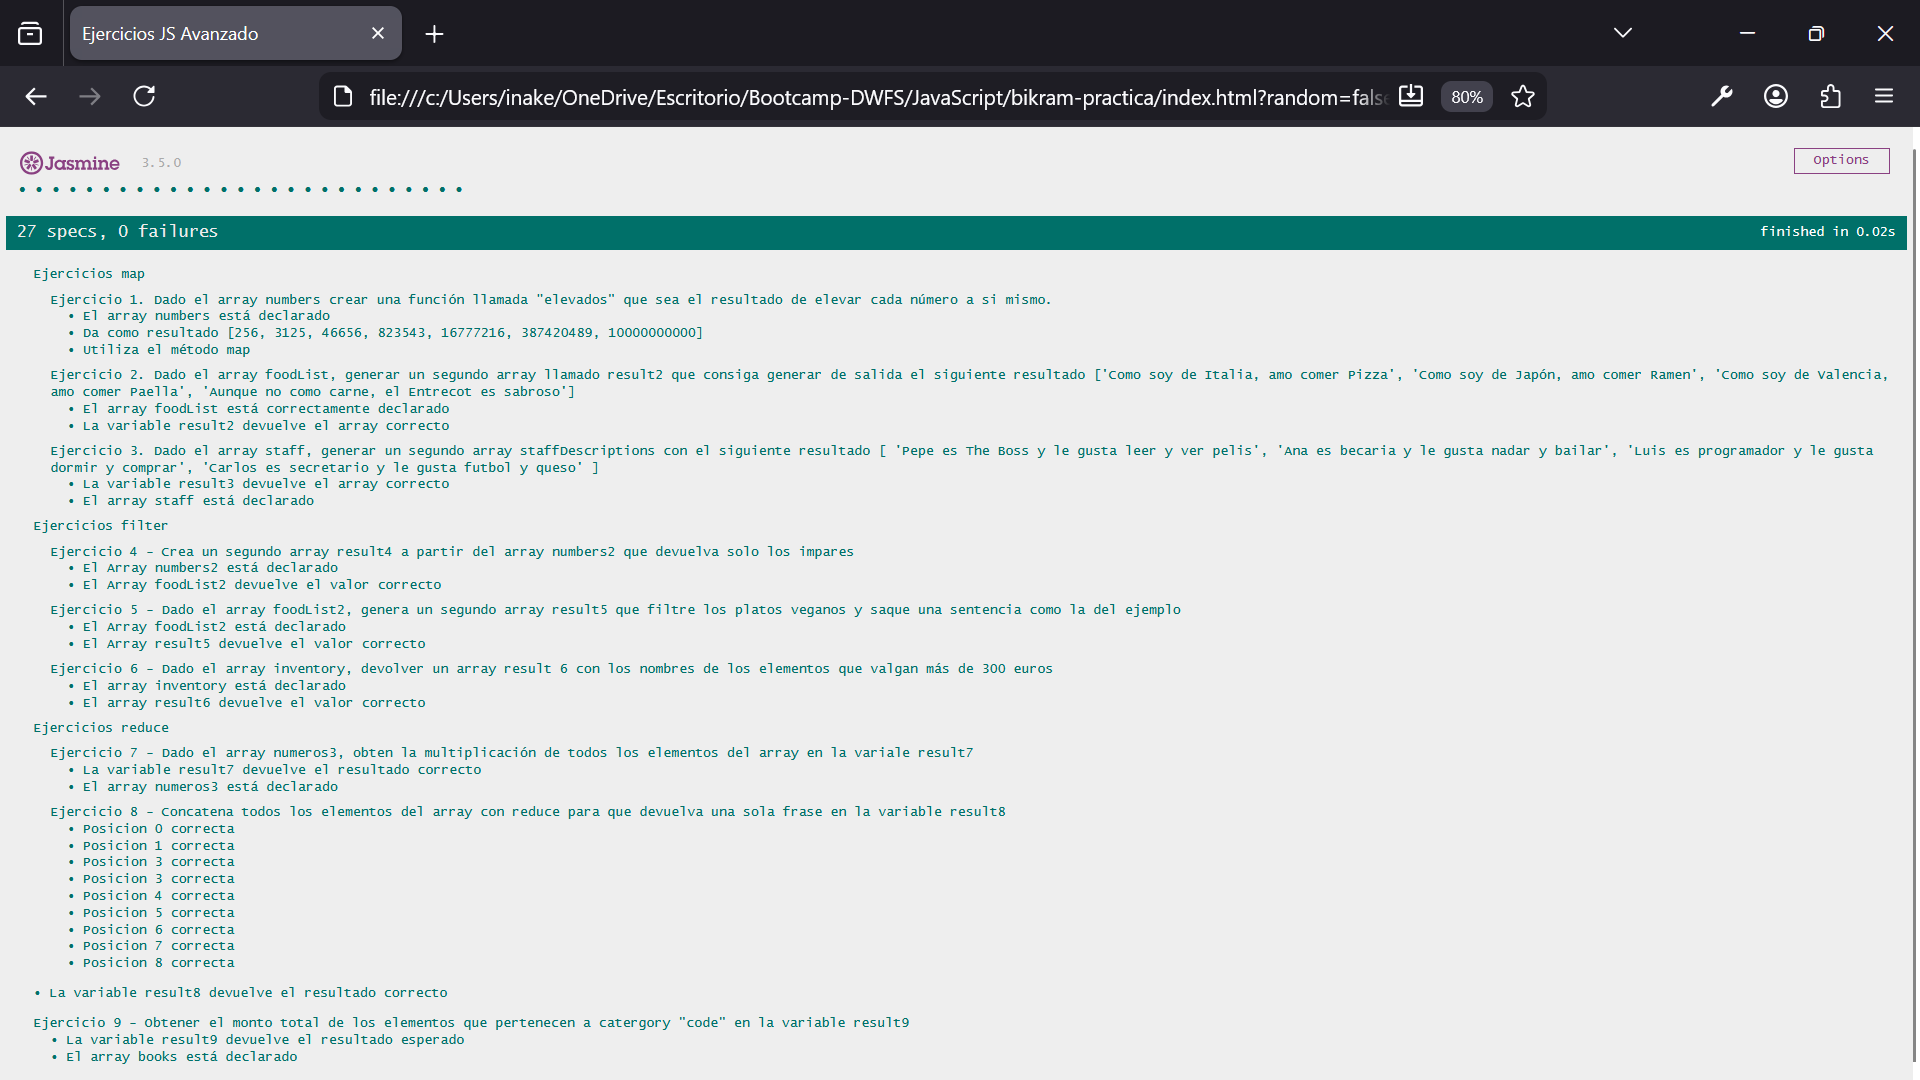 Ejercicios JS Avanzado
file:///c:/Users/inake/OneDrive/Escritorio/Bootcamp-DWFS/JavaScript/bikram-practica/index.html?random=false
80%
Jasmine 3.5.0
Options
27 specs, 0 failures
finished in 0.02s
Ejercicios map
Ejercicio 1. Dado el array numbers crear una función llamada "elevados" que sea el resultado de elevar cada número a si mismo.
• El array numbers está declarado
• Da como resultado [256, 3125, 46656, 823543, 16777216, 387420489, 10000000000]
• Utiliza el método map
Ejercicio 2. Dado el array foodList, generar un segundo array llamado result2 que consiga generar de salida el siguiente resultado ['Como soy de Italia, amo comer Pizza', 'Como soy de Japón, amo comer Ramen', 'Como soy de Valencia,
amo comer Paella', 'Aunque no como carne, el Entrecot es sabroso']
• El array foodList está correctamente declarado
• La variable result2 devuelve el array correcto
Ejercicio 3. Dado el array staff, generar un segundo array staffDescriptions con el siguiente resultado [ 'Pepe es The Boss y le gusta leer y ver pelis', 'Ana es becaria y le gusta nadar y bailar', 'Luis es programador y le gusta
dormir y comprar', 'Carlos es secretario y le gusta futbol y queso' ]
• La variable result3 devuelve el array correcto
• El array staff está declarado
Ejercicios filter
Ejercicio 4 - Crea un segundo array result4 a partir del array numbers2 que devuelva solo los impares
• El Array numbers2 está declarado
• El Array foodList2 devuelve el valor correcto
Ejercicio 5 - Dado el array foodList2, genera un segundo array result5 que filtre los platos veganos y saque una sentencia como la del ejemplo
• El Array foodList2 está declarado
• El Array result5 devuelve el valor correcto
Ejercicio 6 - Dado el array inventory, devolver un array result 6 con los nombres de los elementos que valgan más de 300 euros
• El array inventory está declarado
• El array result6 devuelve el valor correcto
Ejercicios reduce
Ejercicio 7 - Dado el array numeros3, obten la multiplicación de todos los elementos del array en la variale result7
• La variable result7 devuelve el resultado correcto
• El array numeros3 está declarado
Ejercicio 8 - Concatena todos los elementos del array con reduce para que devuelva una sola frase en la variable result8
• Posicion 0 correcta
• Posicion 1 correcta
• Posicion 3 correcta
• Posicion 3 correcta
• Posicion 4 correcta
• Posicion 5 correcta
• Posicion 6 correcta
• Posicion 7 correcta
• Posicion 8 correcta
• La variable result8 devuelve el resultado correcto
Ejercicio 9 - Obtener el monto total de los elementos que pertenecen a catergory "code" en la variable result9
• La variable result9 devuelve el resultado esperado
• El array books está declarado